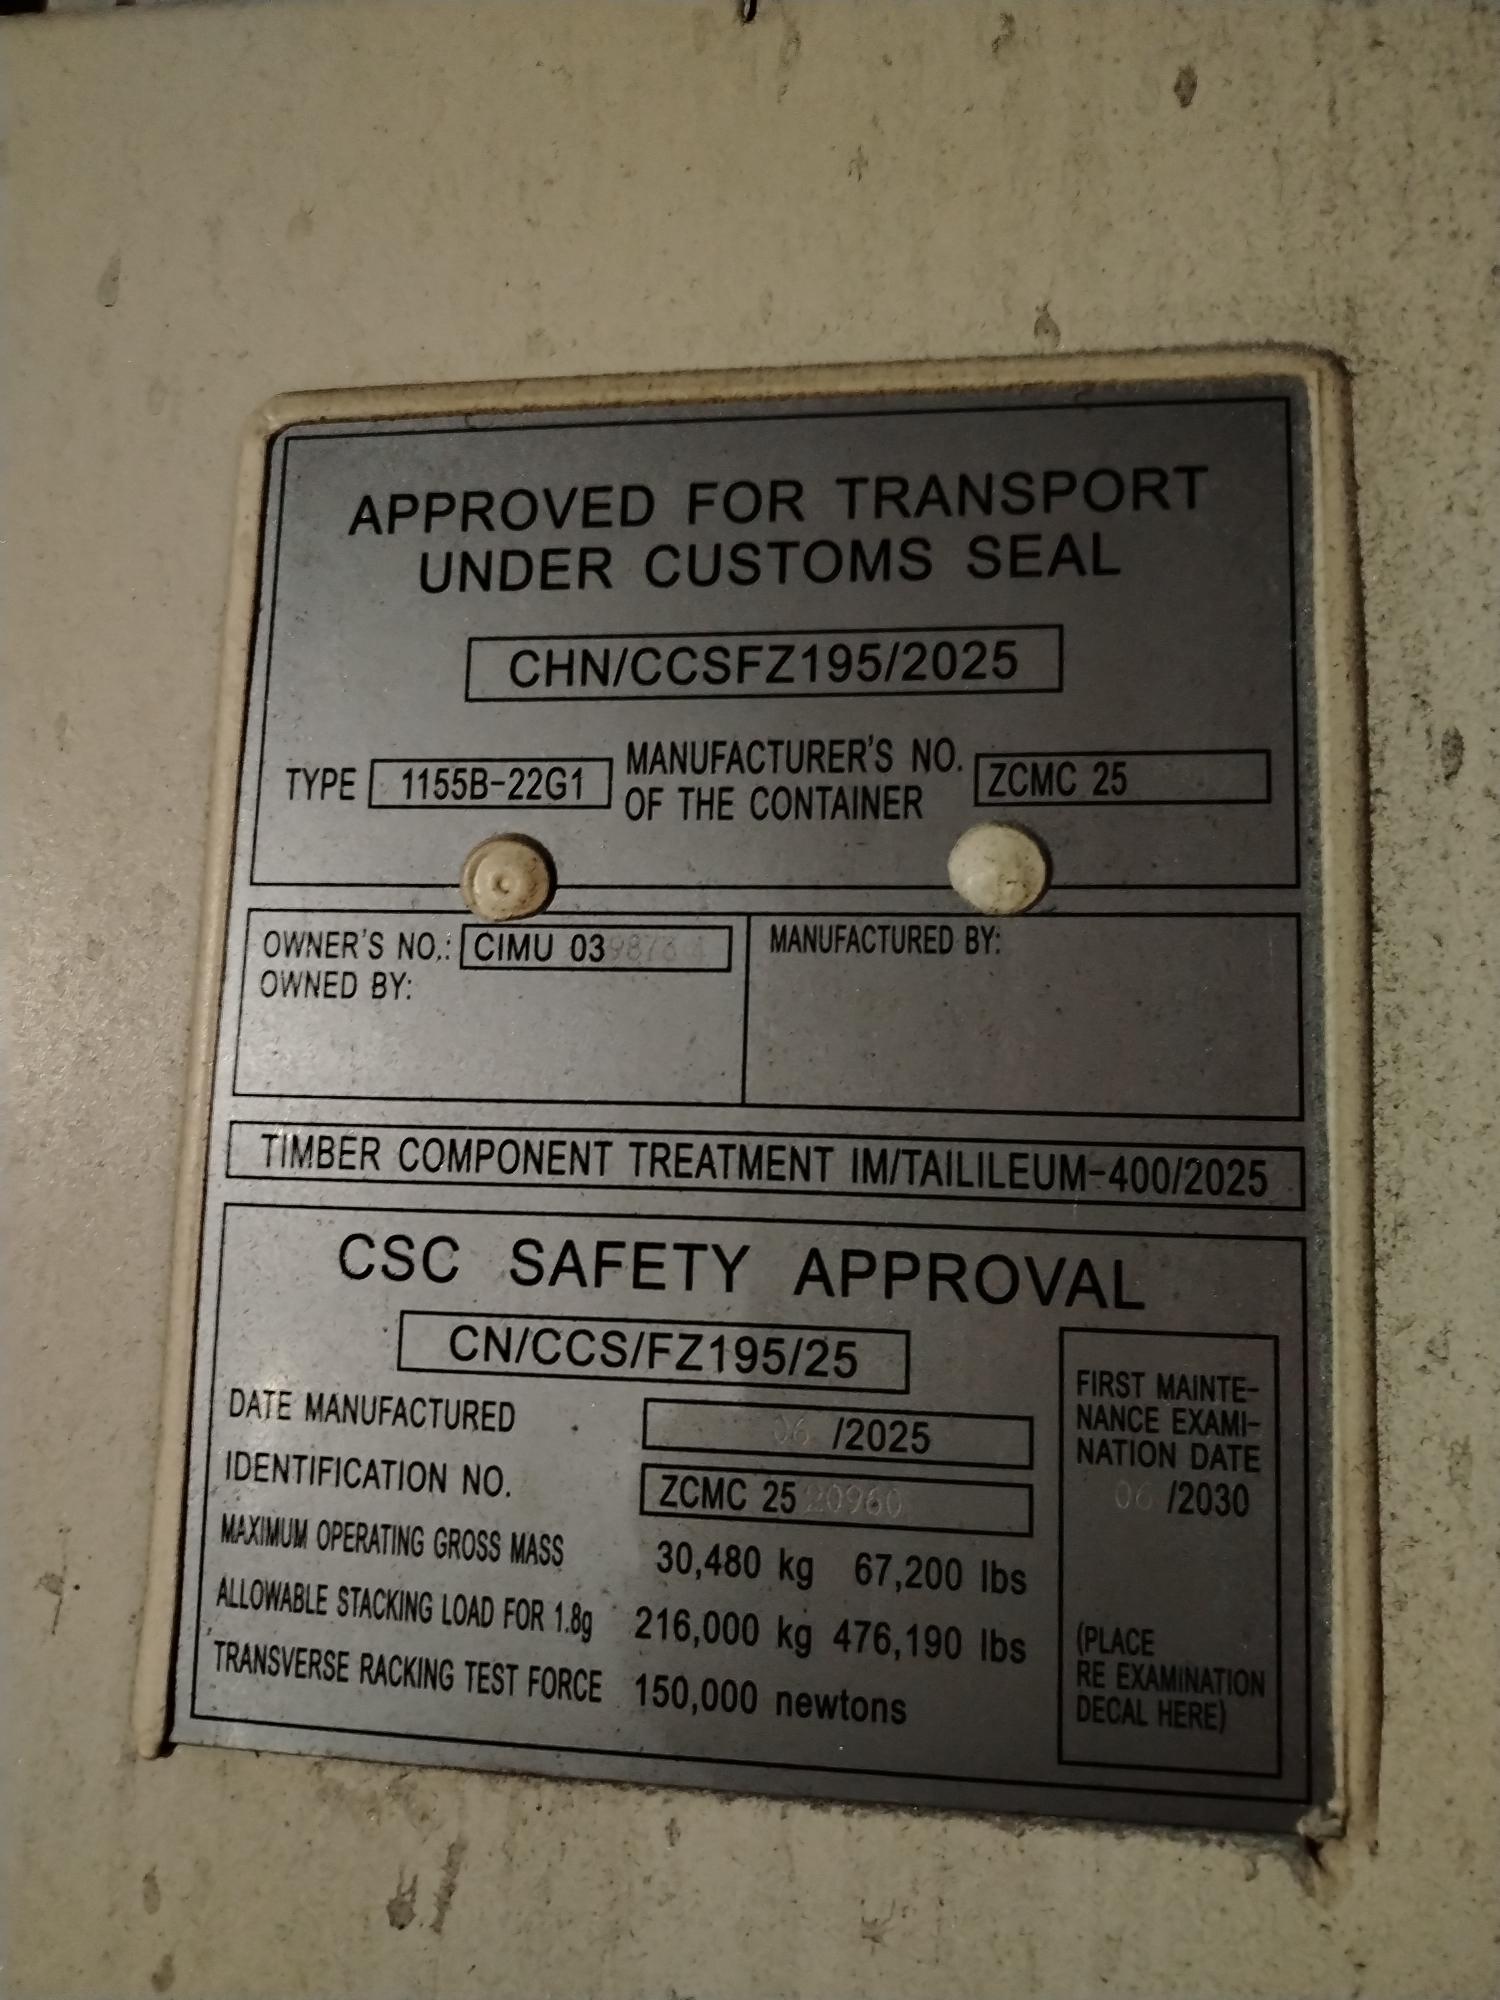 APPROVED FOR TRANSPORT
UNDER CUSTOMS SEAL
CHN/CCSFZ195/2025
TYPE 1155B-22G1 MANUFACTURER'S NO. OF THE CONTAINER ZCMC 25
OWNER'S NO.: CIMU 03
OWNED BY:
MANUFACTURED BY:
TIMBER COMPONENT TREATMENT IM/TAILILEUM-400/2025
CSC SAFETY APPROVAL
CN/CCS/FZ195/25
DATE MANUFACTURED 06 /2025
IDENTIFICATION NO. ZCMC 25 20960
MAXIMUM OPERATING GROSS MASS 30,480 kg 67,200 lbs
ALLOWABLE STACKING LOAD FOR 1.8g 216,000 kg 476,190 lbs
TRANSVERSE RACKING TEST FORCE 150,000 newtons
FIRST MAINTE-
NANCE EXAMI-
NATION DATE
06 /2030
(PLACE
RE EXAMINATION
DECAL HERE)